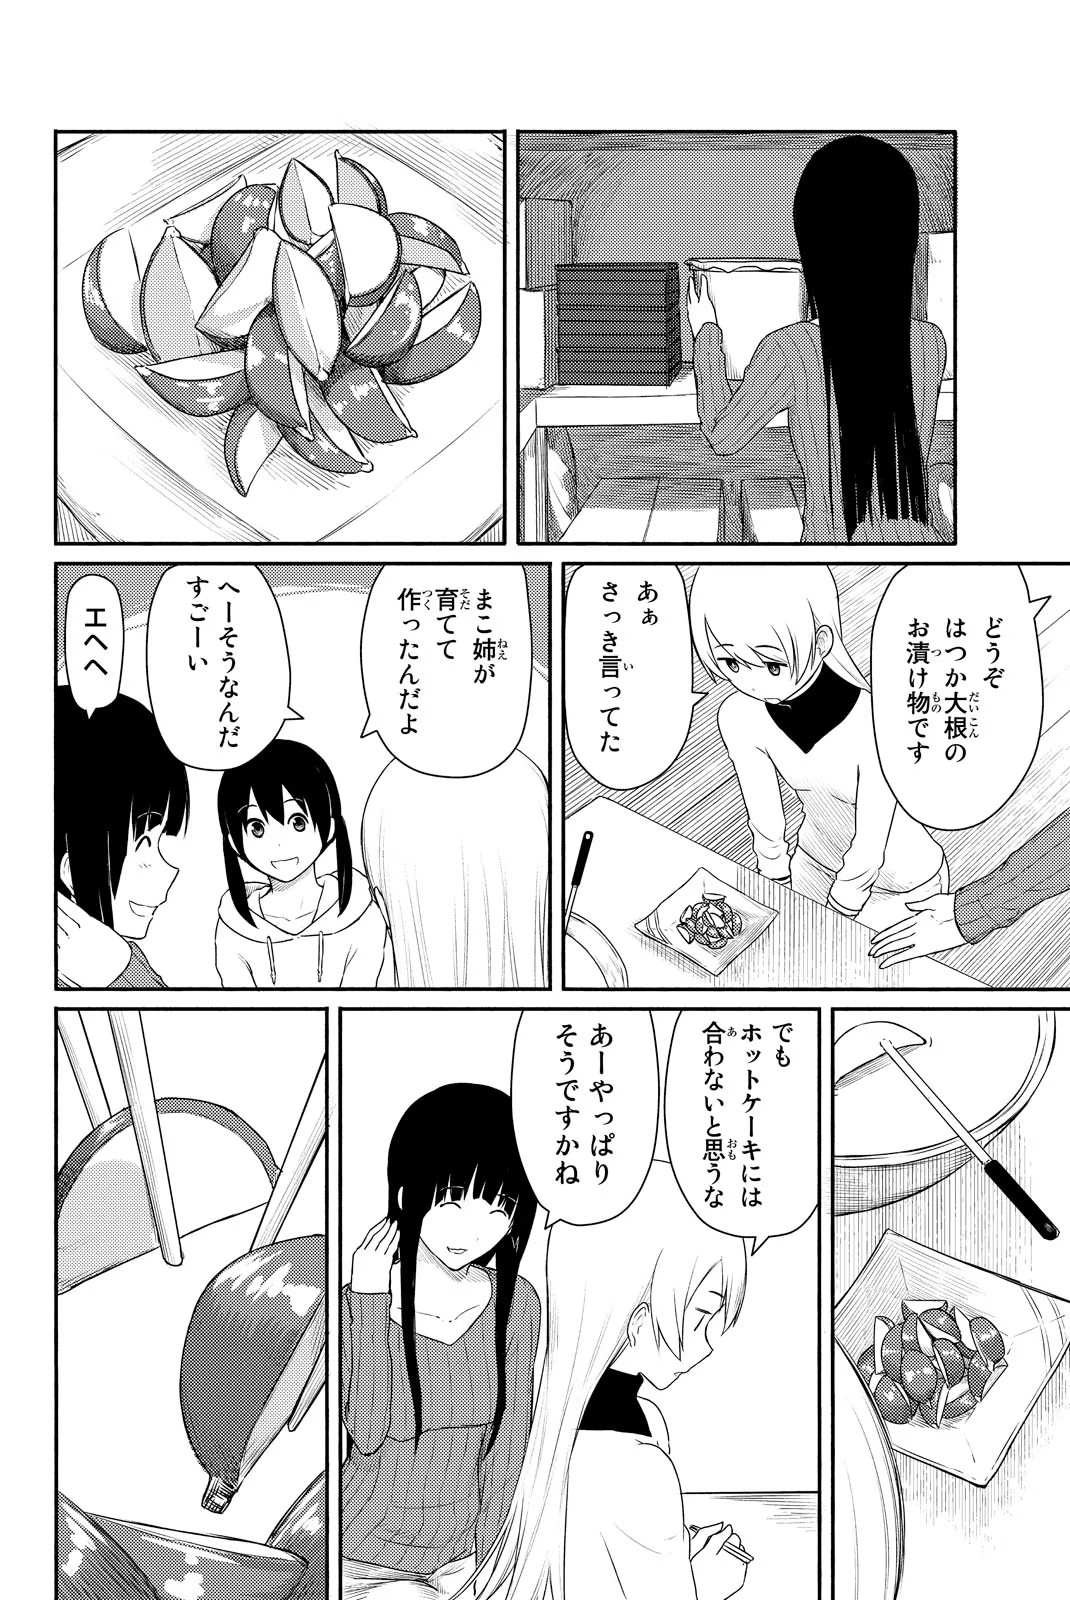 どうぞ
はつか大根の
お漬け物です
あぁ
さっき言ってた
まこ姉が
育てて
作ったんだよ
へーそうなんだ
すごーい
エヘヘ
でも
ホットケーキには
合わないと思うな
あーやっぱり
そうですかね